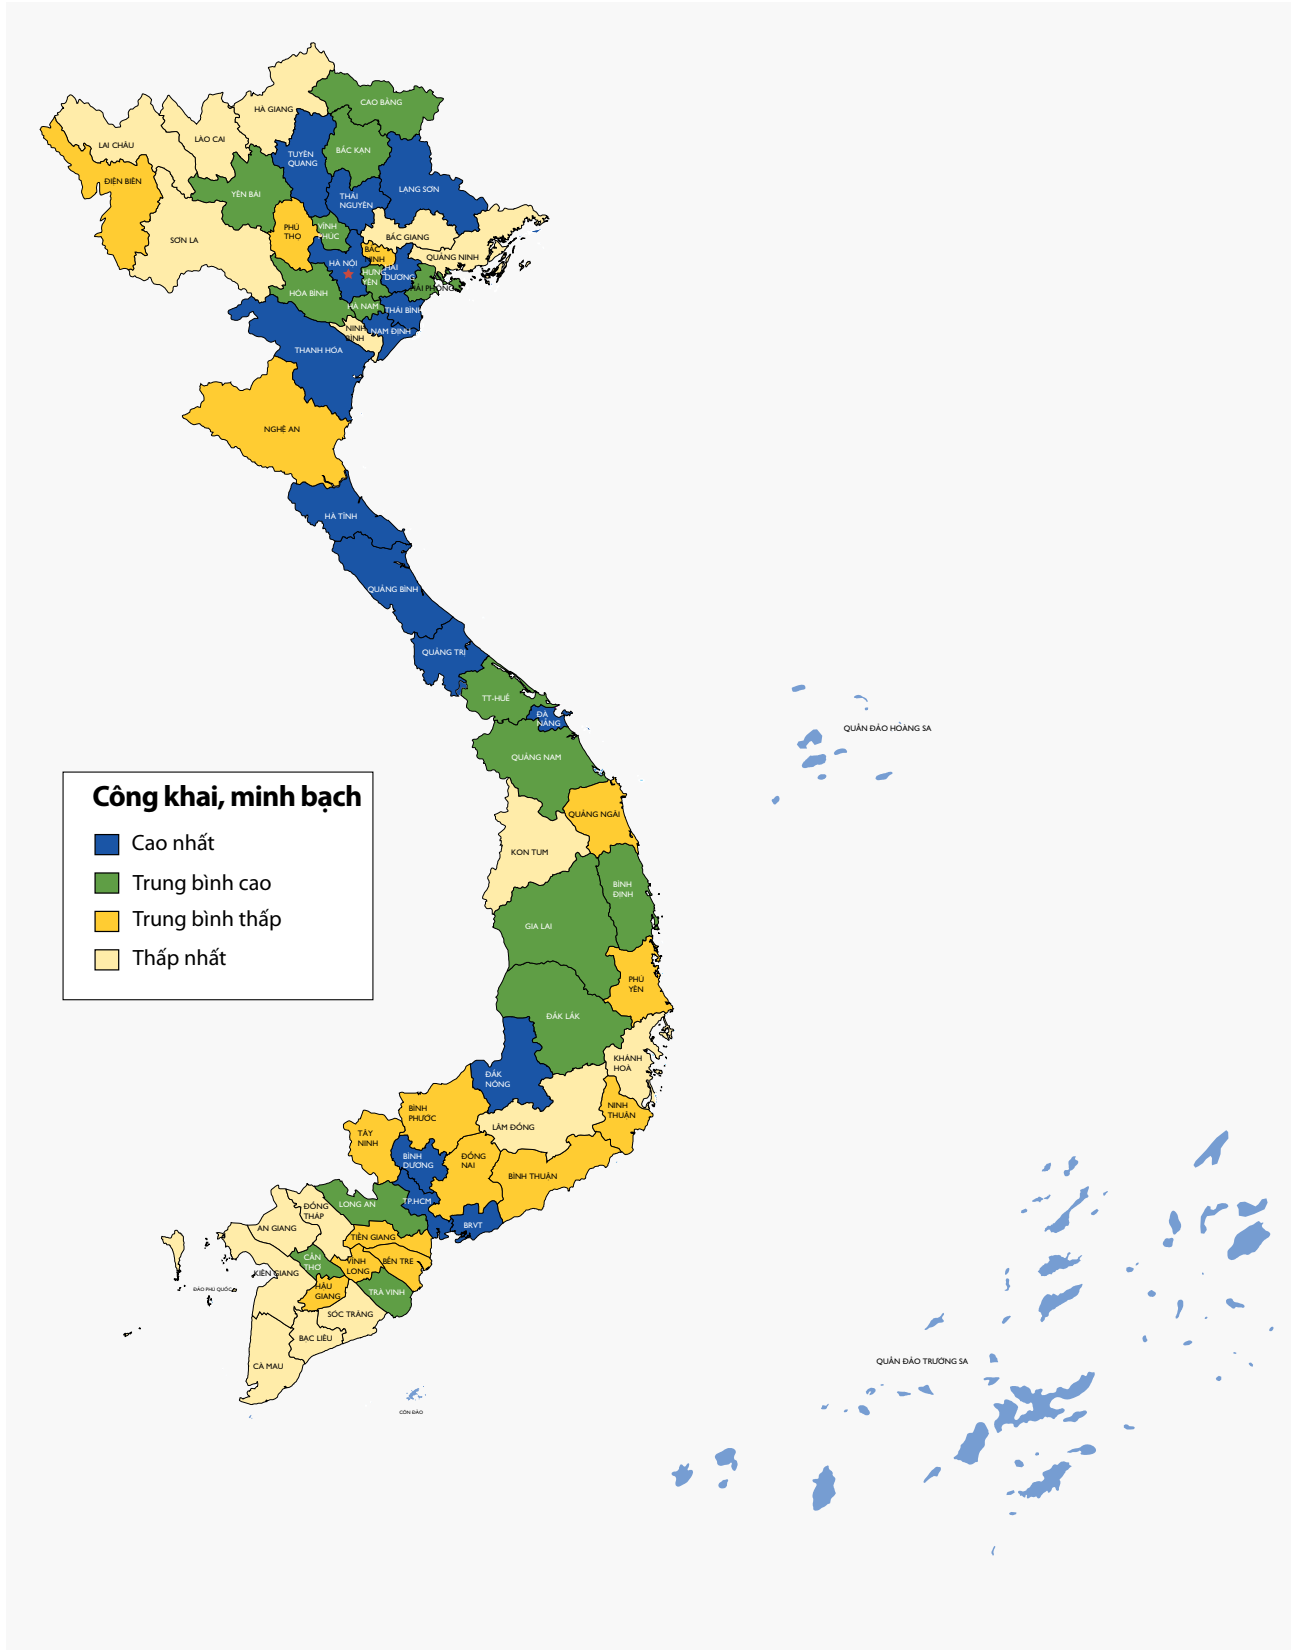 HÀ GIANG
CAO BẰNG
LAI CHÂU
LÀO CAI
TUYÊN
QUANG
BẮC KẠN
ĐIỆN BIÊN
YÊN BÁI
THÁI
NGUYÊN
LẠNG SƠN
SƠN LA
PHÚ
THỌ
VĨNH
PHÚC
BẮC GIANG
QUẢNG NINH
BẮC
NINH
HÀ NỘI
HƯNG
YÊN
HẢI
DƯƠNG
HẢI PHÒNG
HÒA BÌNH
HÀ NAM
THÁI BÌNH
NINH
BÌNH
NAM ĐỊNH
THANH HÓA
NGHỆ AN
HÀ TĨNH
QUẢNG BÌNH
QUẢNG TRỊ
TT-HUẾ
ĐÀ
NẴNG
QUẢNG NAM
QUẦN ĐẢO HOÀNG SA
Công khai, minh bạch
Cao nhất
Trung bình cao
Trung bình thấp
Thấp nhất
QUẢNG NGÃI
KON TUM
BÌNH
ĐỊNH
GIA LAI
PHÚ
YÊN
ĐẮK LẮK
KHÁNH
HOÀ
ĐẮK
NÔNG
NINH
THUẬN
BÌNH
PHƯỚC
LÂM ĐỒNG
TÂY
NINH
BÌNH
DƯƠNG
ĐỒNG
NAI
BÌNH THUẬN
TP.HCM
BRVT
LONG AN
ĐỒNG
THÁP
AN GIANG
TIỀN GIANG
CẦN
THƠ
VĨNH
LONG
BẾN TRE
KIÊN GIANG
ĐẢO PHÚ QUỐC
HẬU
GIANG
TRÀ VINH
SÓC TRĂNG
BẠC LIÊU
CÀ MAU
CÔN ĐẢO
QUẦN ĐẢO TRƯỜNG SA